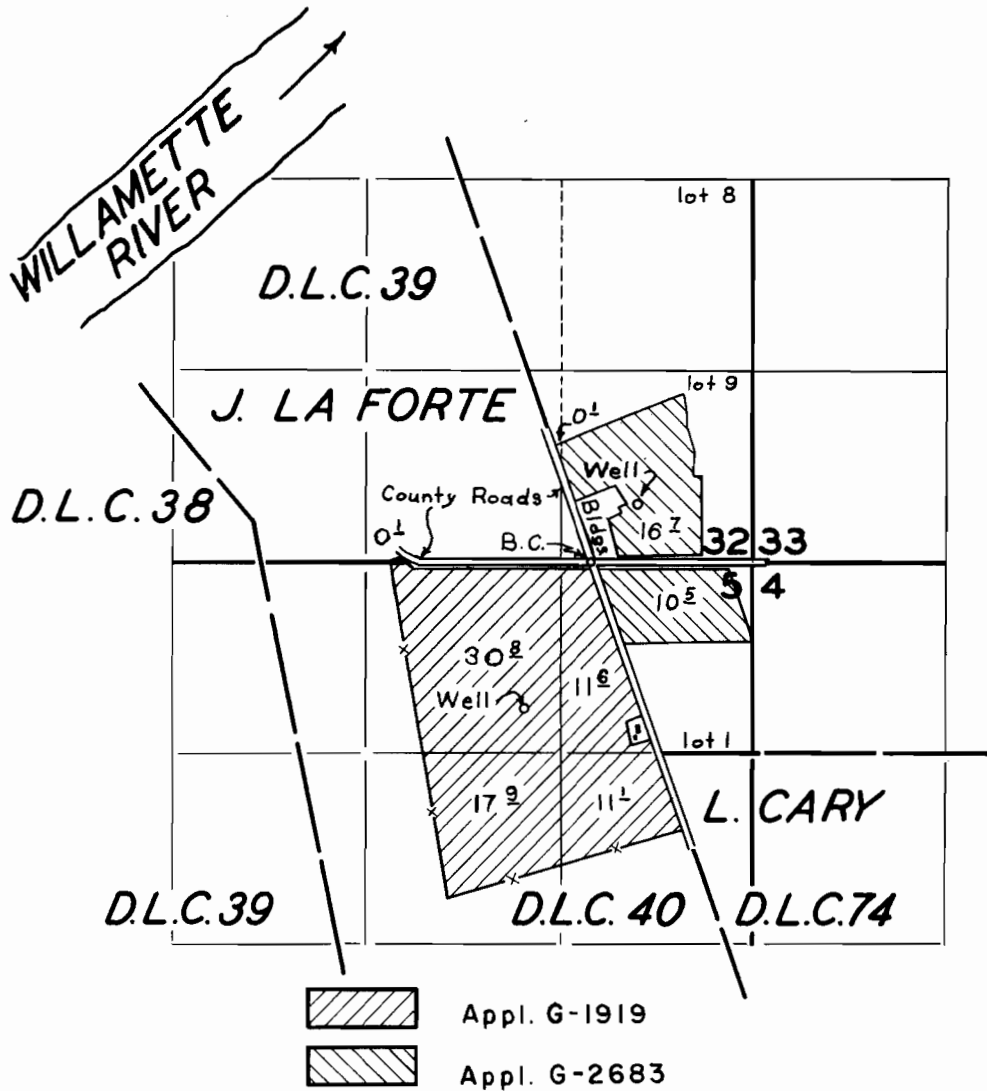 WILLAMETTE
RIVER
lot 8
D.L.C. 39
lot 9
J. LA FORTE
0 1
Well
County Roads
D.L.C. 38
Bldgs
16 7
0 1
B.C.
32 33
5 4
10 5
30 8
11 6
Well
lot 1
17 9
11 1
L. CARY
D.L.C. 39
D.L.C. 40
D.L.C. 74
Appl. G-1919
Appl. G-2683